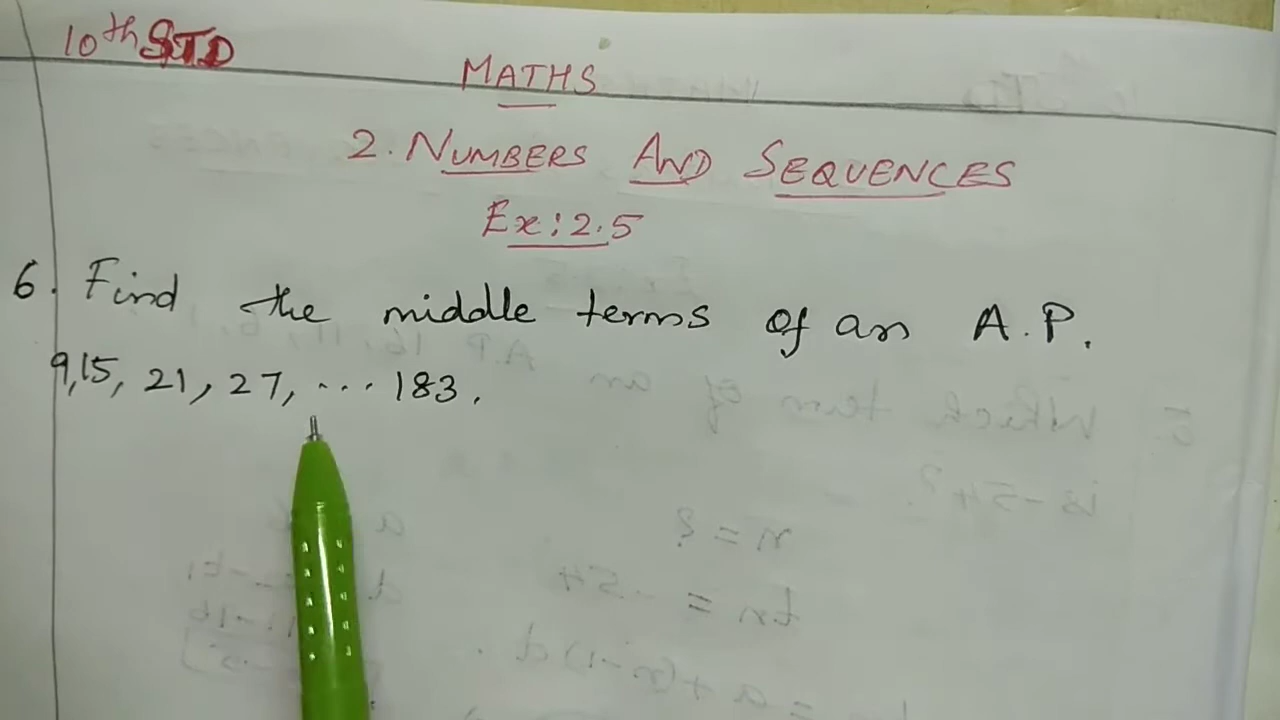 10th STD
MATHS
2. NUMBERS AND SEQUENCES
Ex: 2.5
6. Find the middle terms of an A.P.
9, 15, 21, 27, ... 183.